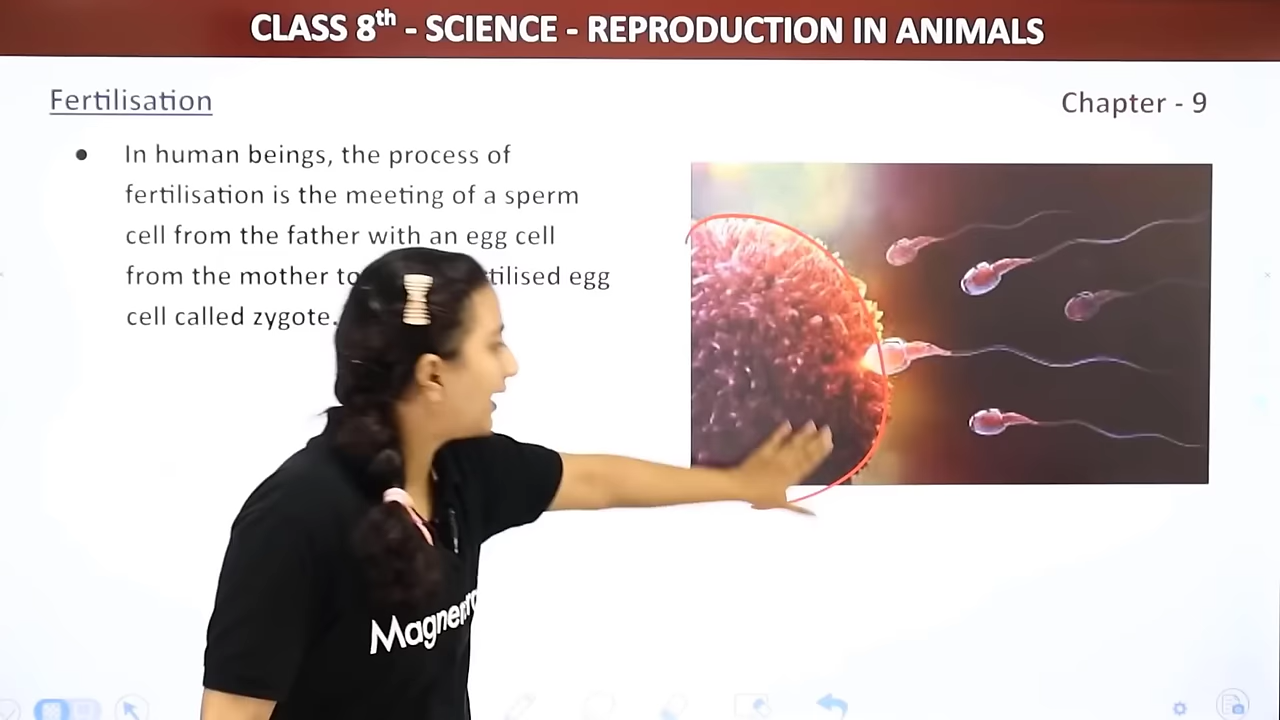 CLASS 8th - SCIENCE - REPRODUCTION IN ANIMALS
Fertilisation
Chapter - 9
● In human beings, the process of
fertilisation is the meeting of a sperm
cell from the father with an egg cell
from the mother to tilised egg
cell called zygote.